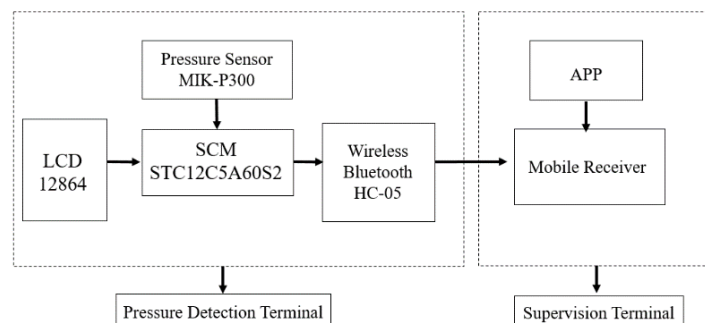 Pressure Sensor
MIK-P300
APP
LCD
12864
SCM
STC12C5A60S2
Wireless
Bluetooth
HC-05
Mobile Receiver
Pressure Detection Terminal
Supervision Terminal